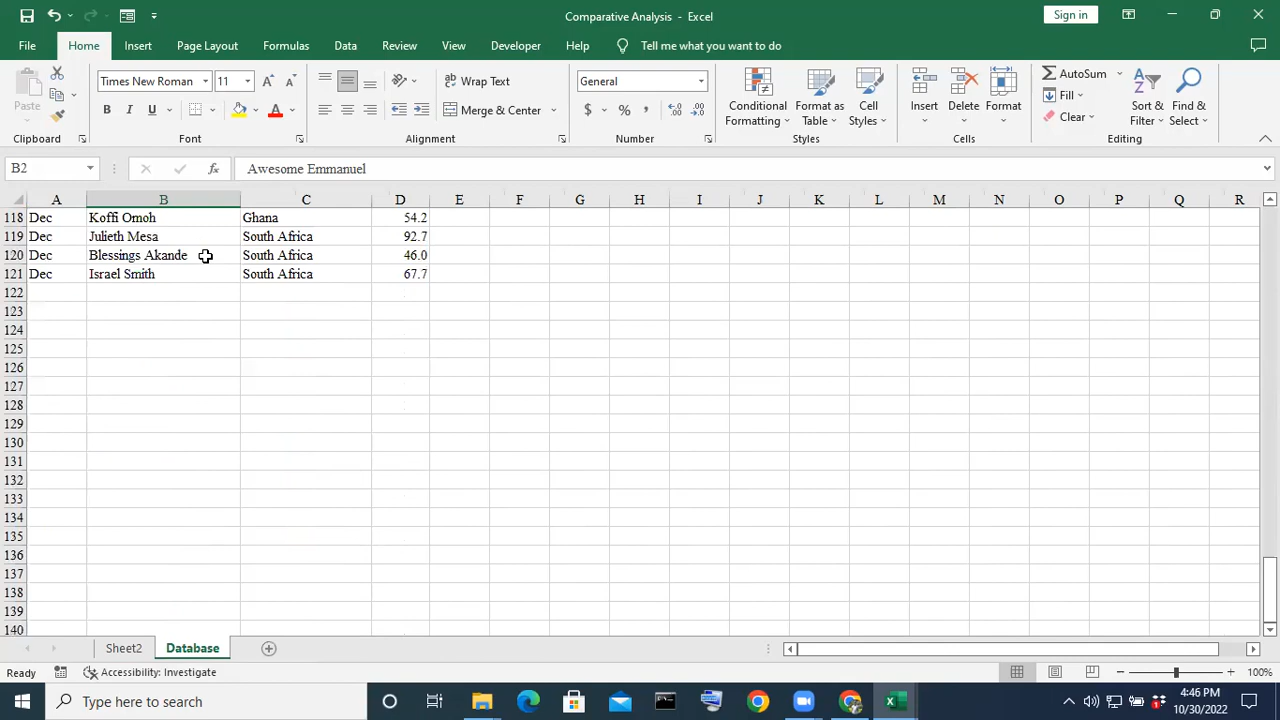 Comparative Analysis - Excel
Sign in
File Home Insert Page Layout Formulas Data Review View Developer Help Tell me what you want to do
Times New Roman 11 Wrap Text General AutoSum
Paste Merge & Center $ % , Conditional Formatting Format as Table Cell Styles Insert Delete Format Fill Sort & Filter Find & Select
B I U A Clear
Clipboard Font Alignment Number Styles Cells Editing
B2 fx Awesome Emmanuel
A B C D E F G H I J K L M N O P Q R
118 Dec Koffi Omoh Ghana 54.2
119 Dec Julieth Mesa South Africa 92.7
120 Dec Blessings Akande South Africa 46.0
121 Dec Israel Smith South Africa 67.7
122
123
124
125
126
127
128
129
130
131
132
133
134
135
136
137
138
139
140
Sheet2 Database
Ready Accessibility: Investigate 100%
Type here to search 4:46 PM
10/30/2022